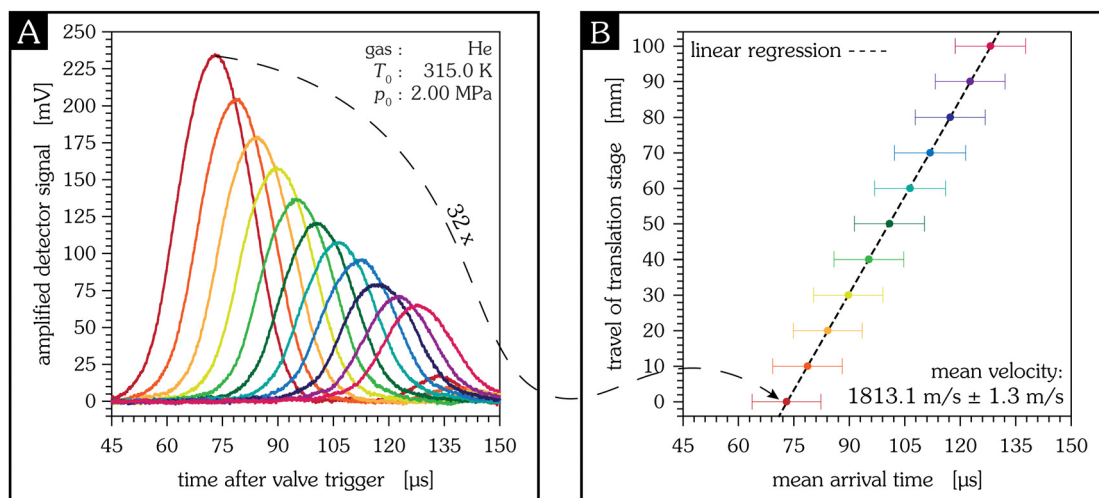 A
250
225
200
175
150
125
100
75
50
25
0
amplified detector signal [mV]
gas : He
T0 : 315.0 K
p0 : 2.00 MPa
32 x
45 60 75 90 105 120 135 150
time after valve trigger [µs]
B
linear regression
100
90
80
70
60
50
40
30
20
10
0
travel of translation stage [mm]
mean velocity:
1813.1 m/s ± 1.3 m/s
45 60 75 90 105 120 135 150
mean arrival time [µs]